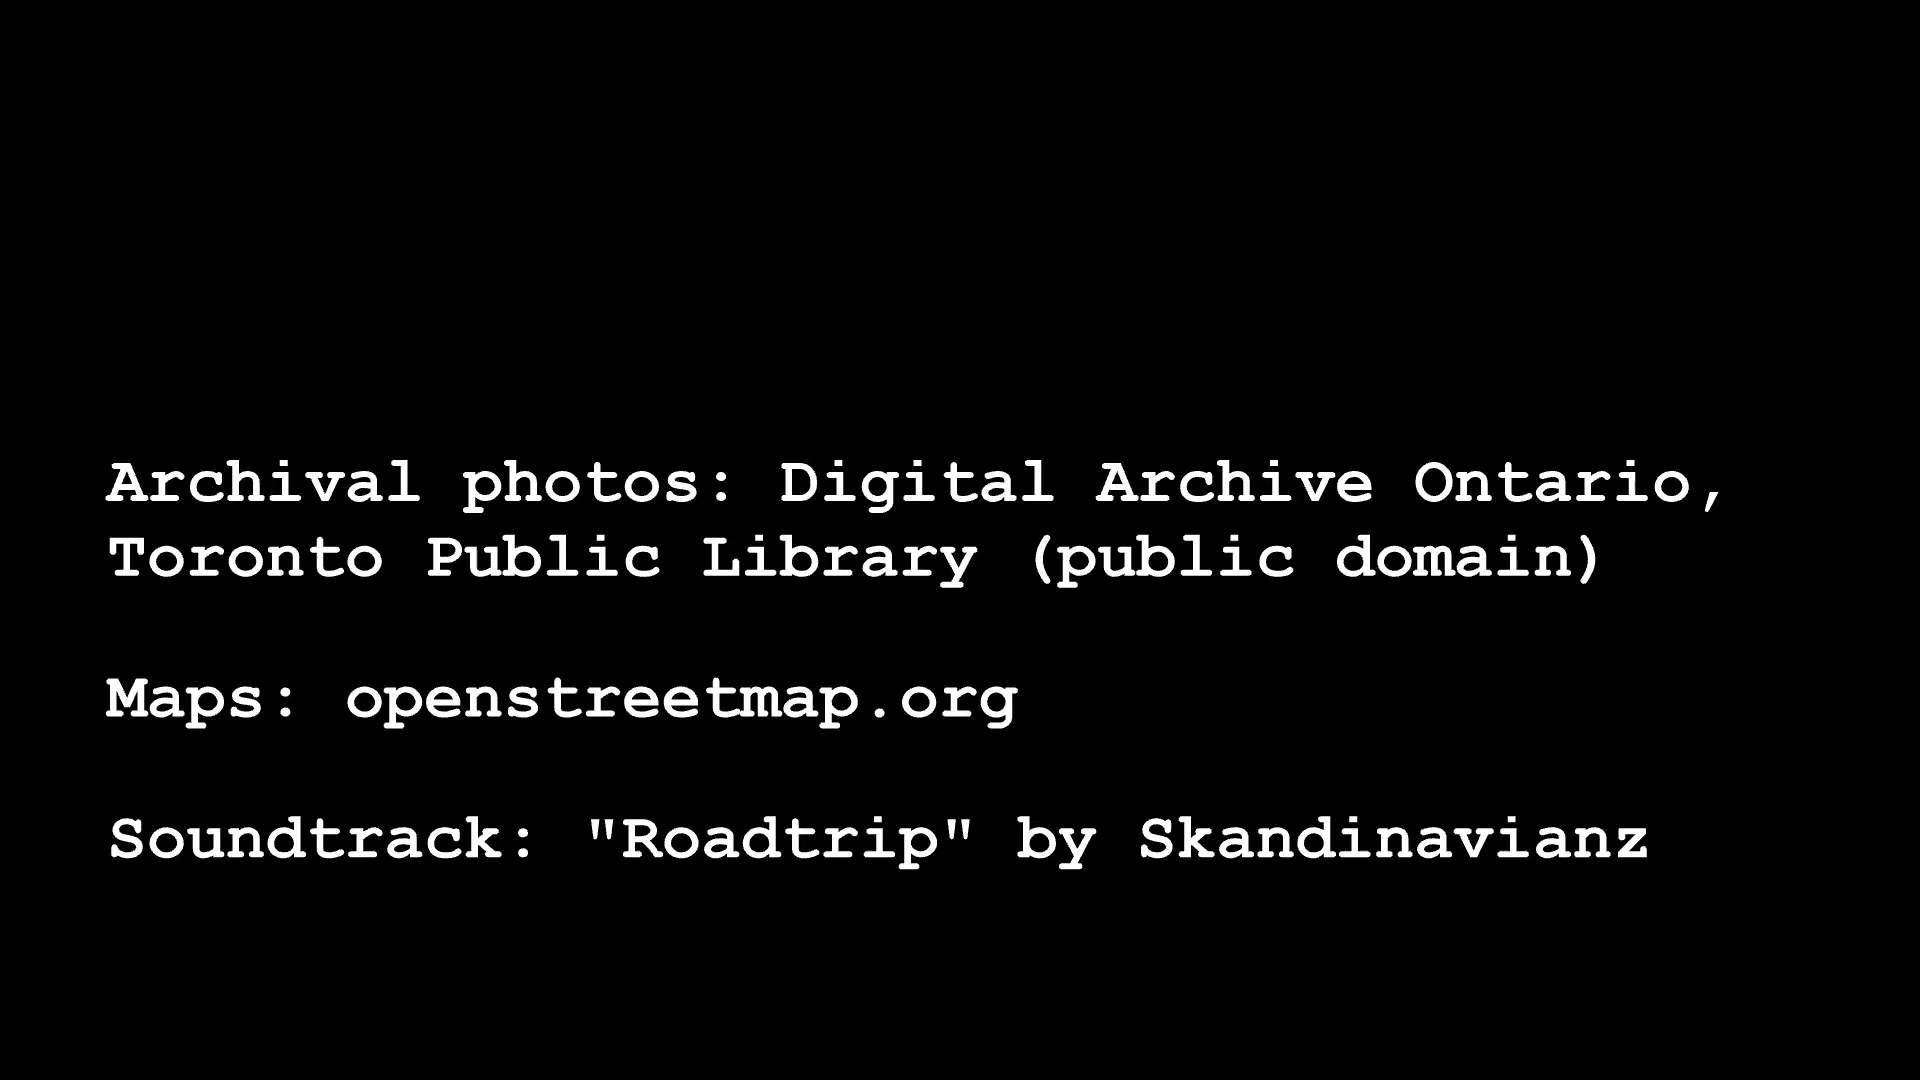 Archival photos: Digital Archive Ontario,
Toronto Public Library (public domain)
Maps: openstreetmap.org
Soundtrack: "Roadtrip" by Skandinavianz